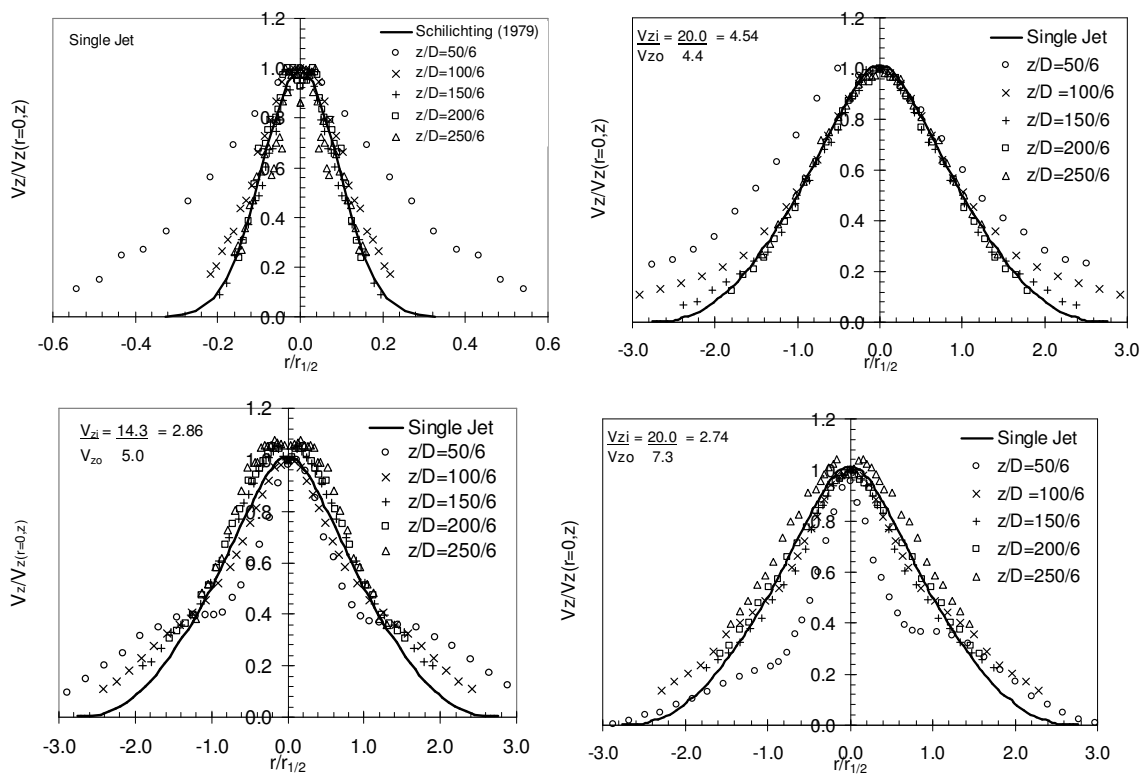 Single Jet
Schilichting (1979)
z/D=50/6
z/D=100/6
z/D=150/6
z/D=200/6
z/D=250/6
1.2
1.0
0.8
0.6
0.4
0.2
0.0
-0.6 -0.4 -0.2 0.0 0.2 0.4 0.6
Vz/Vz(r=0,z)
r/r1/2
Vzi = 20.0 = 4.54
Vzo 4.4
Single Jet
z/D=50/6
z/D =100/6
z/D=150/6
z/D=200/6
z/D=250/6
1.2
1.0
0.8
0.6
0.4
0.2
0.0
-3.0 -2.0 -1.0 0.0 1.0 2.0 3.0
Vz/Vz(r=0,z)
r/r1/2
Vzi = 14.3 = 2.86
Vzo 5.0
Single Jet
z/D=50/6
z/D=100/6
z/D=150/6
z/D=200/6
z/D=250/6
1.2
1.0
0.8
0.6
0.4
0.2
0.0
-3.0 -2.0 -1.0 0.0 1.0 2.0 3.0
Vz/Vz(r=0,z)
r/r1/2
Vzi = 20.0 = 2.74
Vzo 7.3
Single Jet
z/D=50/6
z/D =100/6
z/D=150/6
z/D=200/6
z/D=250/6
1.2
1.0
0.8
0.6
0.4
0.2
0.0
-3.0 -2.0 -1.0 0.0 1.0 2.0 3.0
Vz/Vz(r=0,z)
r/r1/2